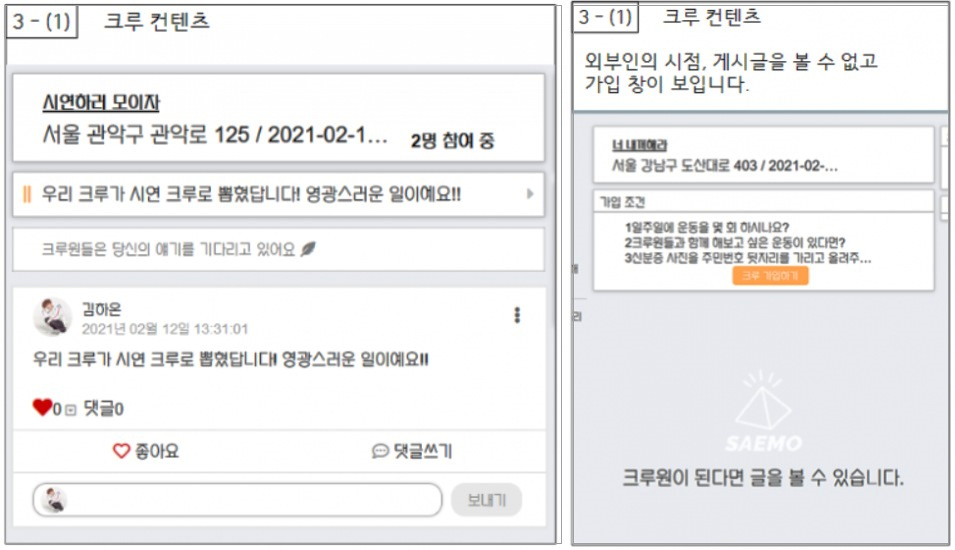 3 - (1) 크루 컨텐츠
시연하러 모이자
서울 관악구 관악로 125 / 2021-02-1... 2명 참여 중
우리 크루가 시연 크루로 뽑혔답니다! 영광스러운 일이예요!!
크루원들은 당신의 얘기를 기다리고 있어요
김하온
2021년 02월 12일 13:31:01
우리 크루가 시연 크루로 뽑혔답니다! 영광스러운 일이예요!!
0 댓글0
좋아요 댓글쓰기
보내기
3 - (1) 크루 컨텐츠
외부인의 시점, 게시글을 볼 수 없고
가입 창이 보입니다.
서울 강남구 도산대로 403 / 2021-02-...
가입 조건
1일주일에 운동을 몇 회 하시나요?
2크루원들과 함께 해보고 싶은 운동이 있다면?
3신분증 사진을 주민번호 뒷자리를 가리고 올려주...
크루 가입하기
SAEMO
크루원이 된다면 글을 볼 수 있습니다.